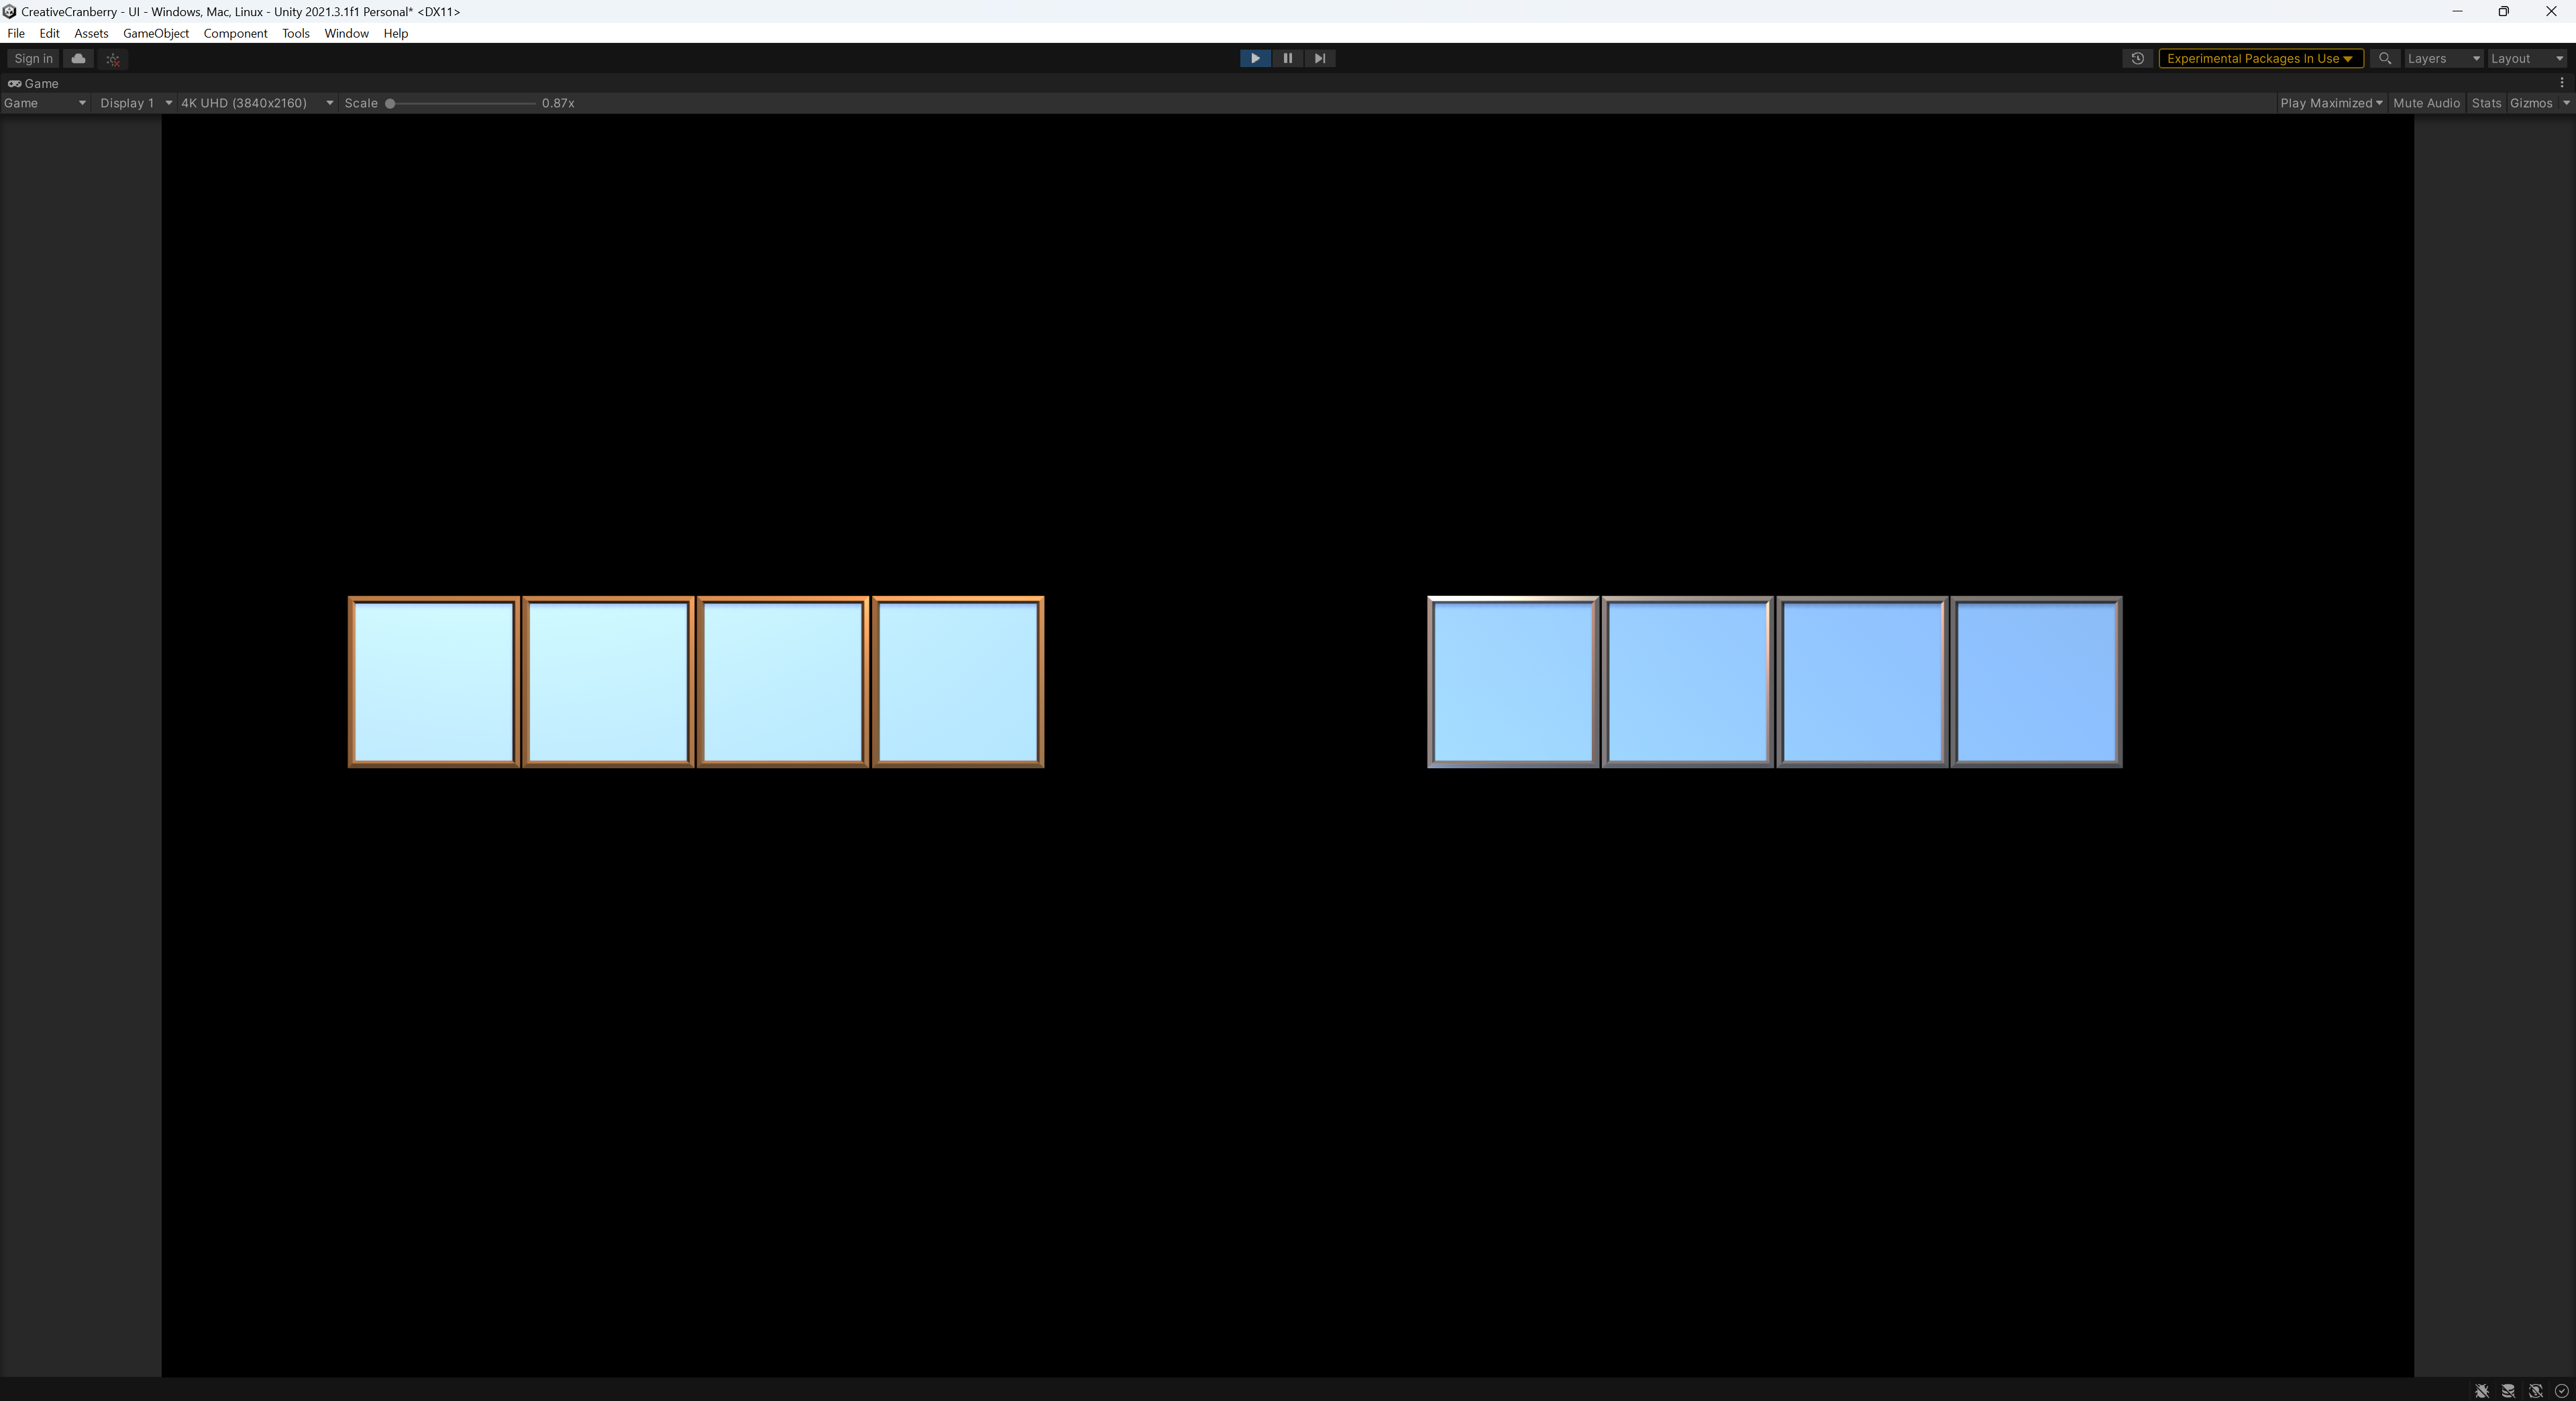 CreativeCranberry - UI - Windows, Mac, Linux - Unity 2021.3.1f1 Personal* <DX11>
File Edit Assets GameObject Component Tools Window Help
Sign in Experimental Packages In Use Layers Layout
Game
Game Display 1 4K UHD (3840x2160) Scale 0.87x Play Maximized Mute Audio Stats Gizmos